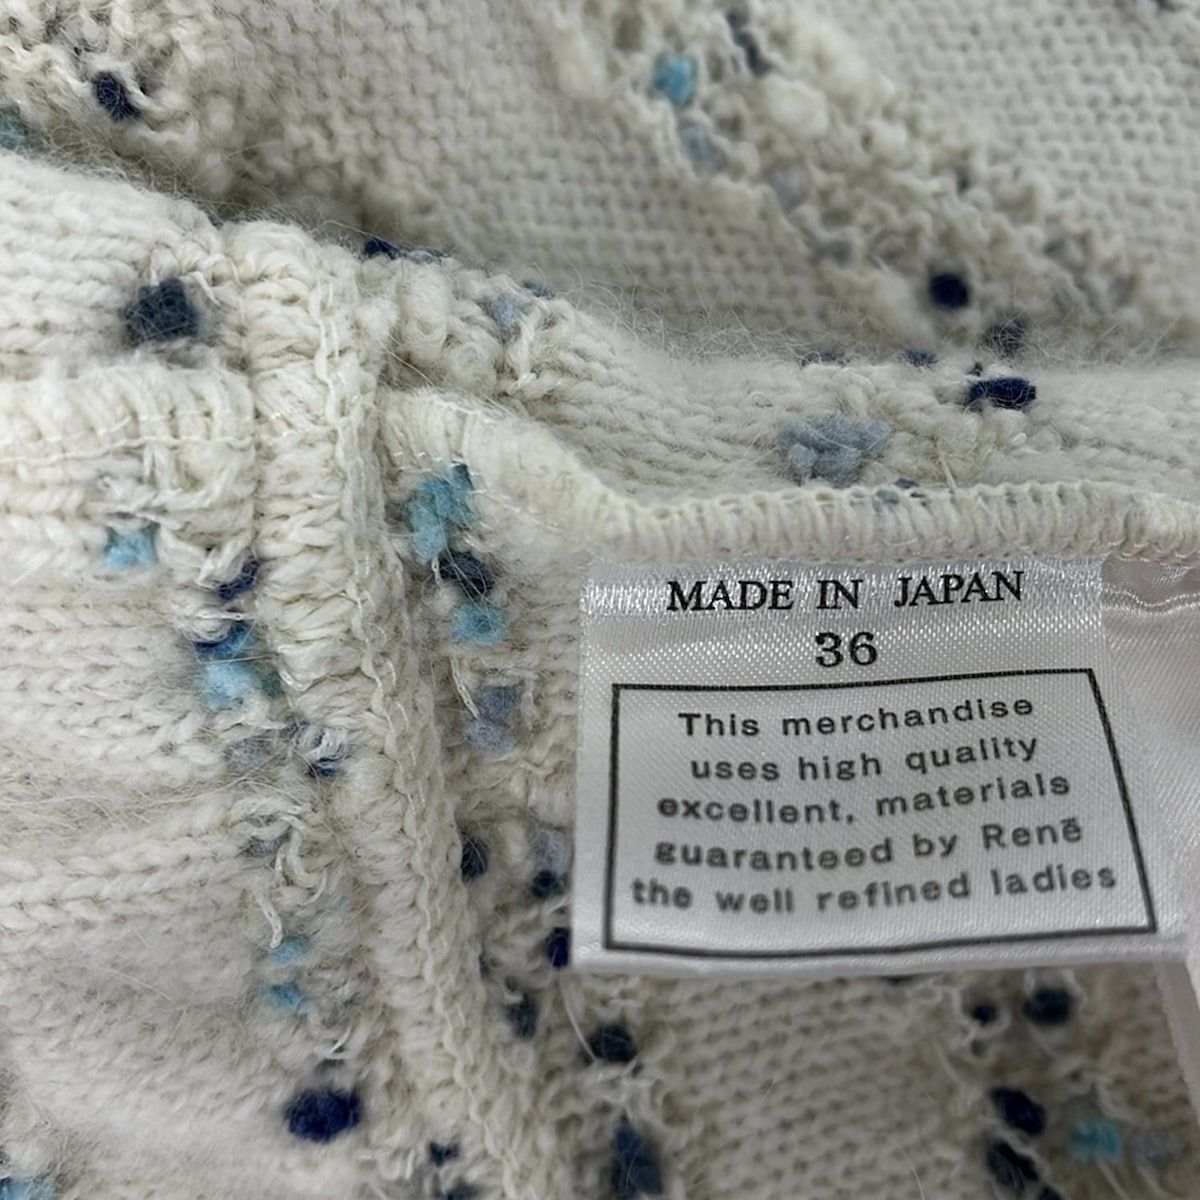 MADE IN JAPAN
36
This merchandise
uses high quality
excellent, materials
guaranteed by Renē
the well refined ladies